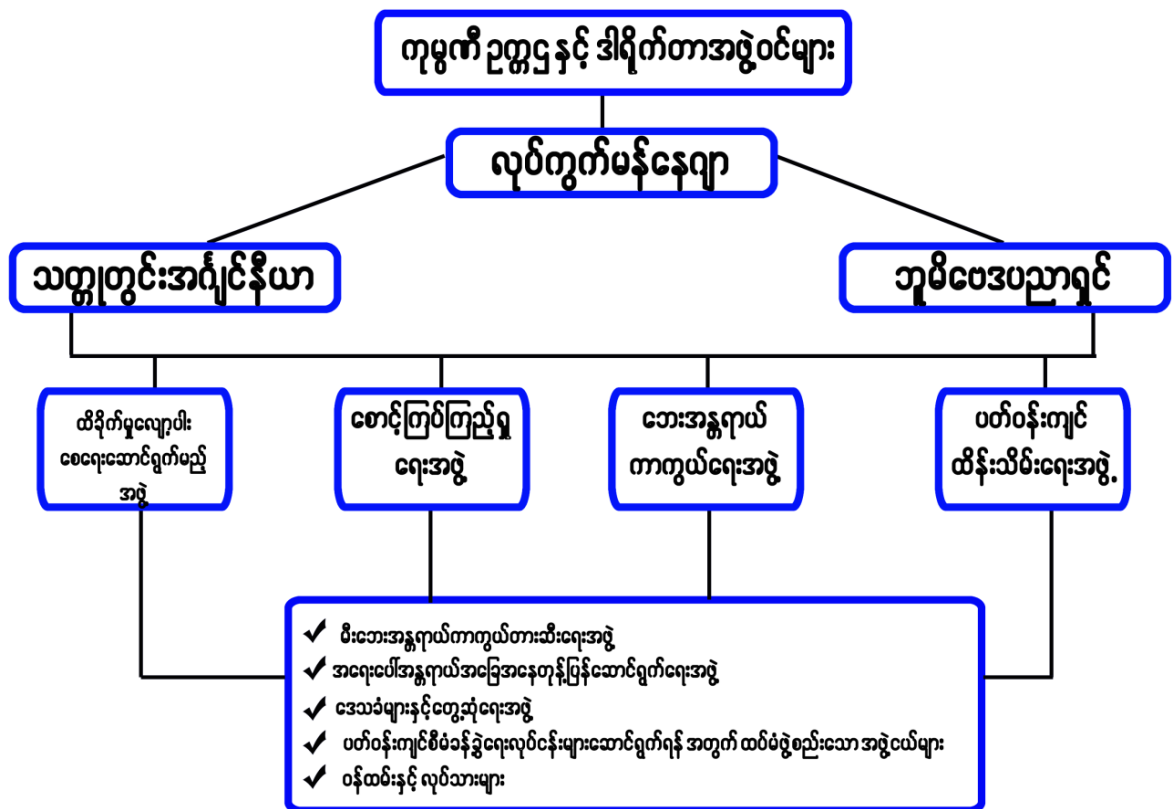 ကုမ္ပဏီ ဥက္ကဌ နှင့် ဒါရိုက်တာအဖွဲ့ဝင်များ
လုပ်ကွက်မန်နေဂျာ
သတ္တုတွင်းအင်္ဂျင်နီယာ
ဘူမိဗေဒပညာရှင်
ထိခိုက်မှုလျော့ပါး
စေရေးဆောင်ရွက်မည့်
အဖွဲ့
စောင့်ကြပ်ကြည့်ရှု
ရေးအဖွဲ့
ဘေးအန္တရာယ်
ကာကွယ်ရေးအဖွဲ့
ပတ်ဝန်းကျင်
ထိန်းသိမ်းရေးအဖွဲ့
✓ မီးဘေးအန္တရာယ်ကာကွယ်တားဆီးရေးအဖွဲ့
✓ အရေးပေါ်အန္တရာယ်အခြေအနေတုန့်ပြန်ဆောင်ရွက်ရေးအဖွဲ့
✓ ဒေသခံများနှင့်တွေ့ဆုံရေးအဖွဲ့
✓ ပတ်ဝန်းကျင်စီမံခန့်ခွဲရေးလုပ်ငန်းများဆောင်ရွက်ရန် အတွက် ထပ်မံဖွဲ့စည်းသော အဖွဲ့ငယ်များ
✓ ဝန်ထမ်းနှင့် လုပ်သားများ